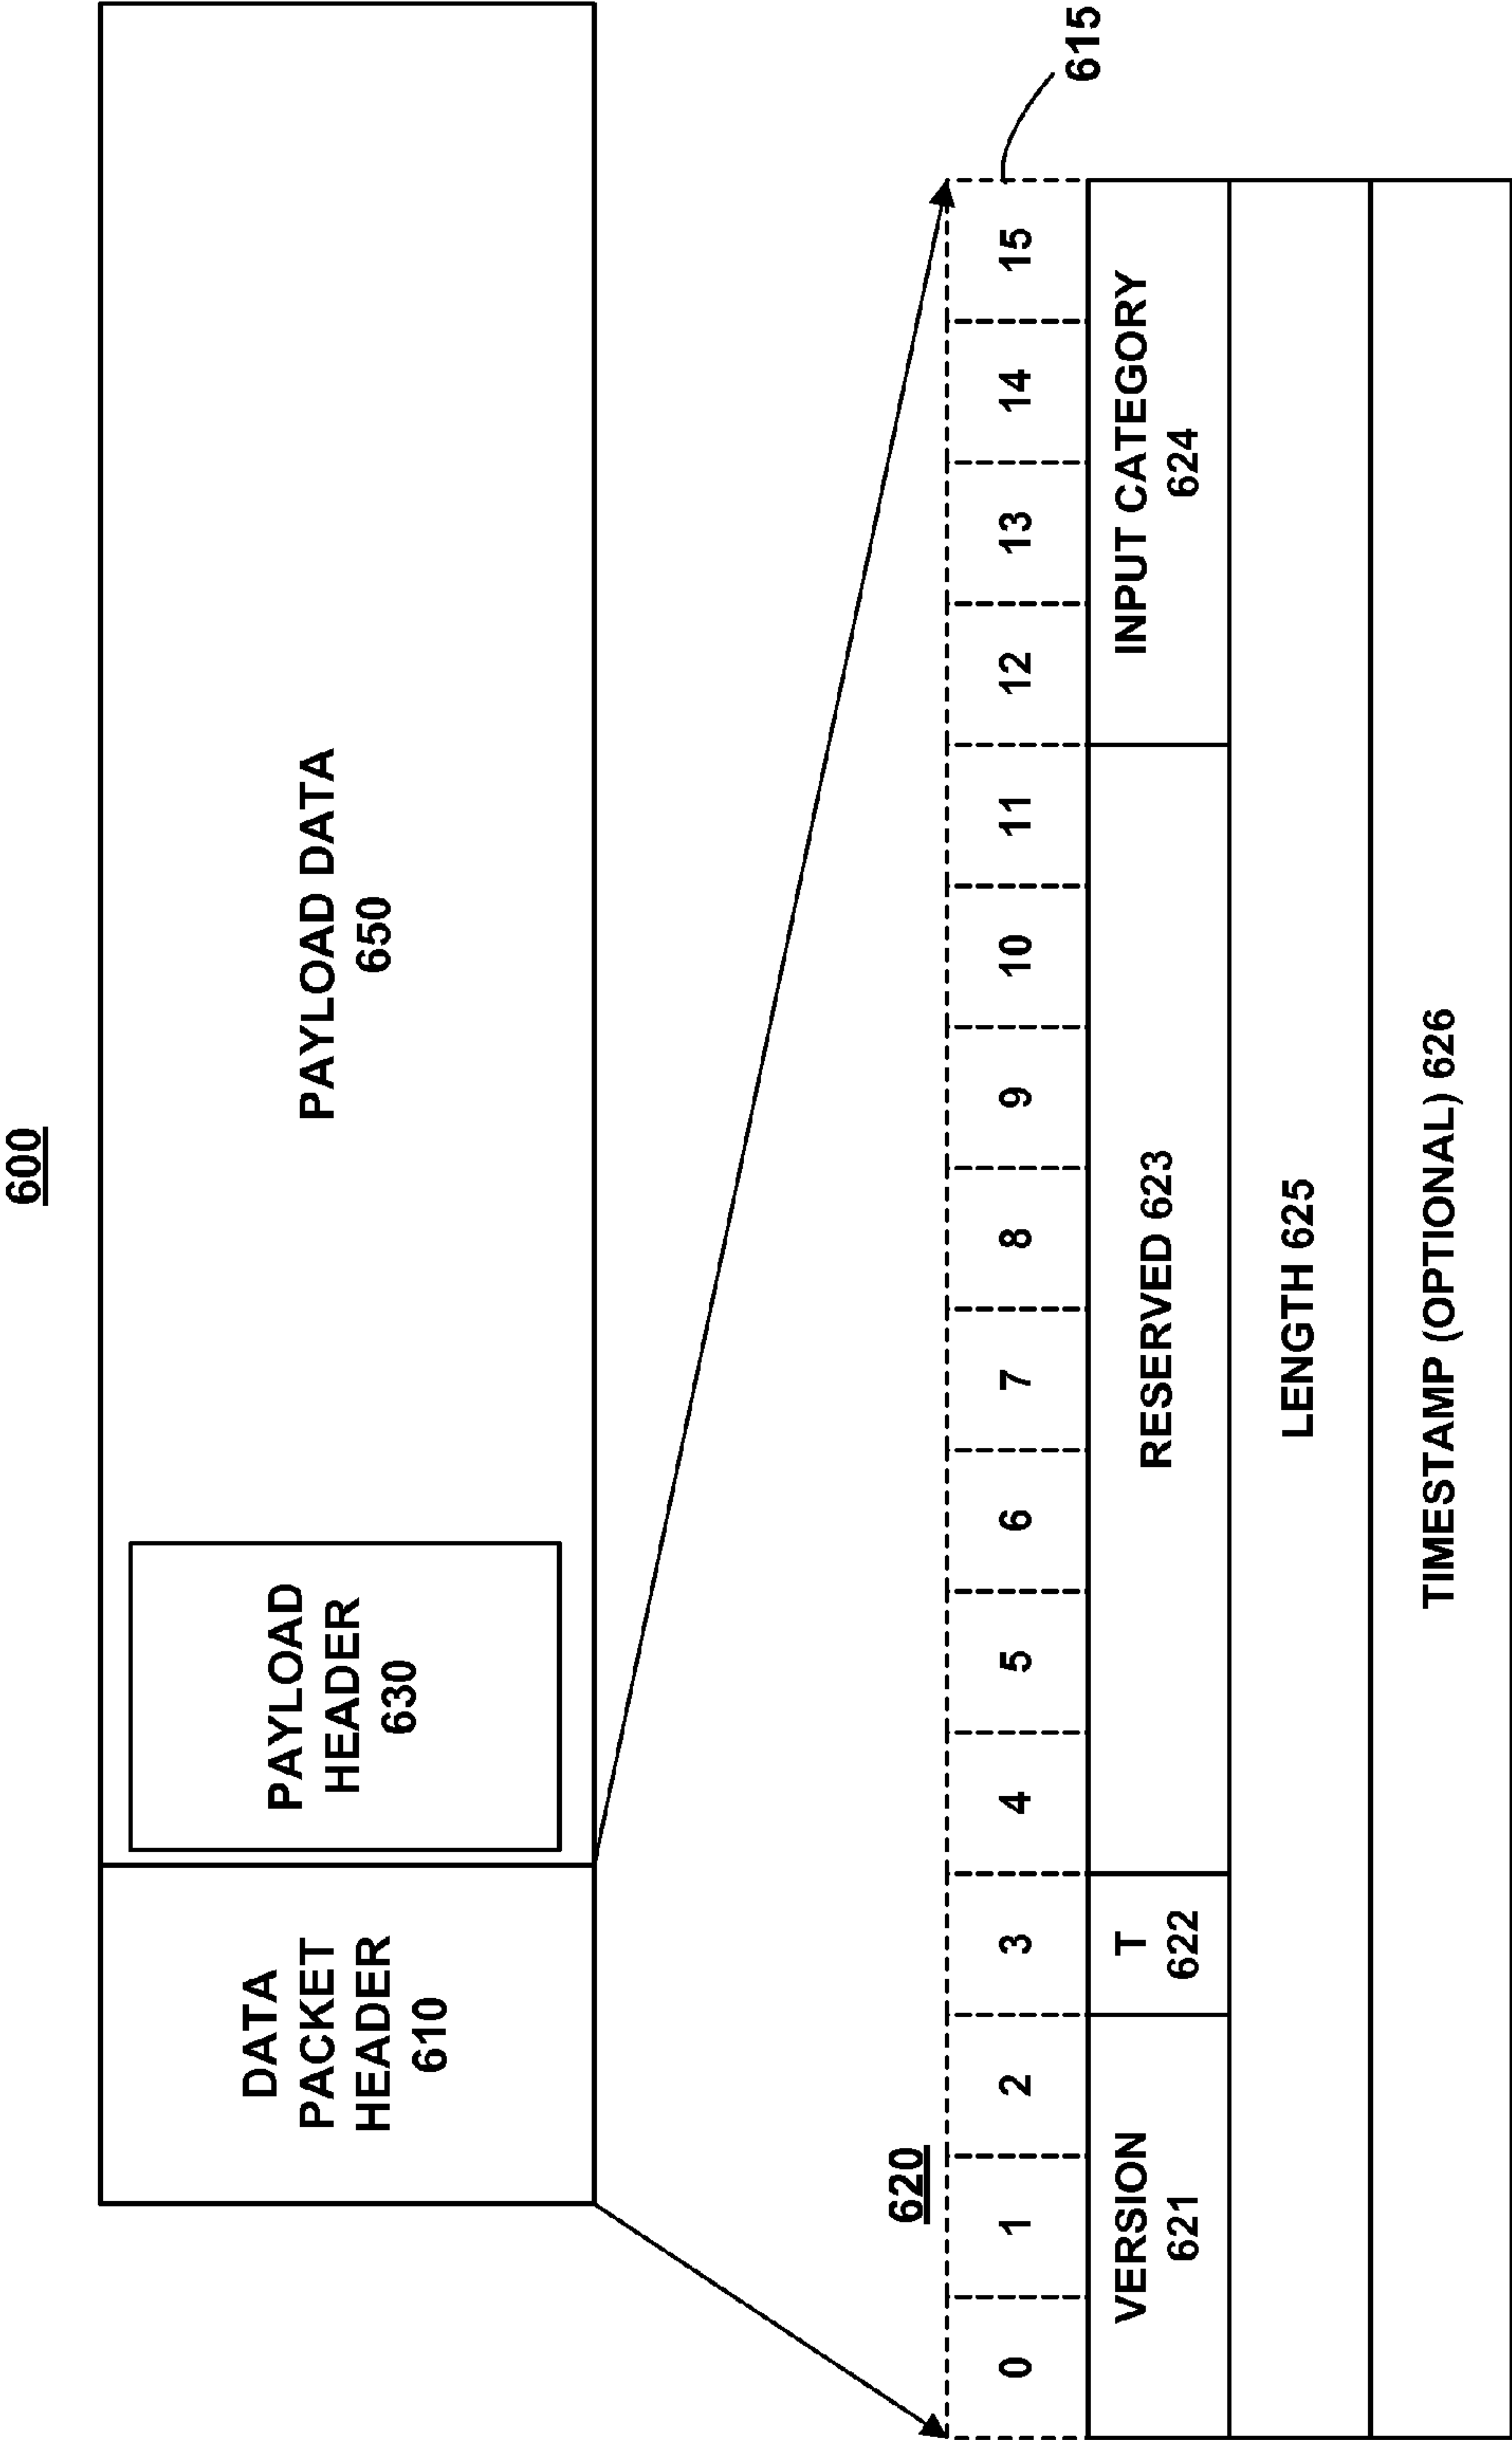 600
DATA
PACKET
HEADER
610
PAYLOAD
HEADER
630
PAYLOAD DATA
650
620
0 1 2 3 4 5 6 7 8 9 10 11 12 13 14 15
615
VERSION
621
T
622
RESERVED 623
INPUT CATEGORY
624
LENGTH 625
TIMESTAMP (OPTIONAL) 626